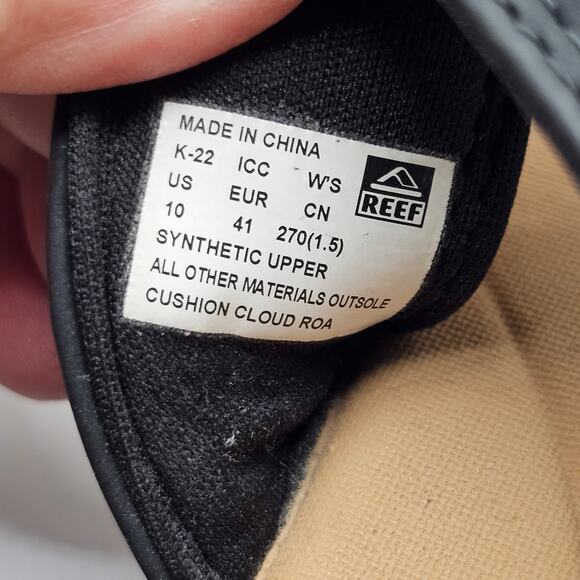 MADE IN CHINA
K-22 ICC W'S
US EUR CN
10 41 270(1.5)
REEF
SYNTHETIC UPPER
ALL OTHER MATERIALS OUTSOLE
CUSHION CLOUD ROA